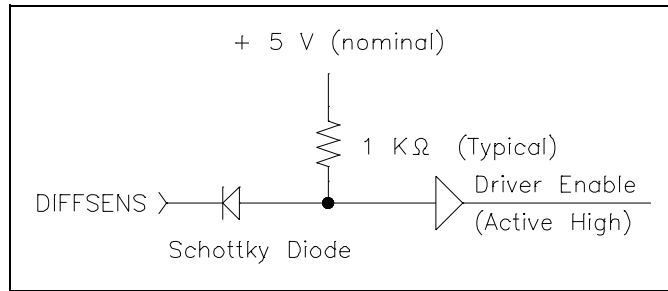 + 5 V (nominal)
1 KΩ (Typical)
DIFFSENS
Driver Enable
(Active High)
Schottky Diode